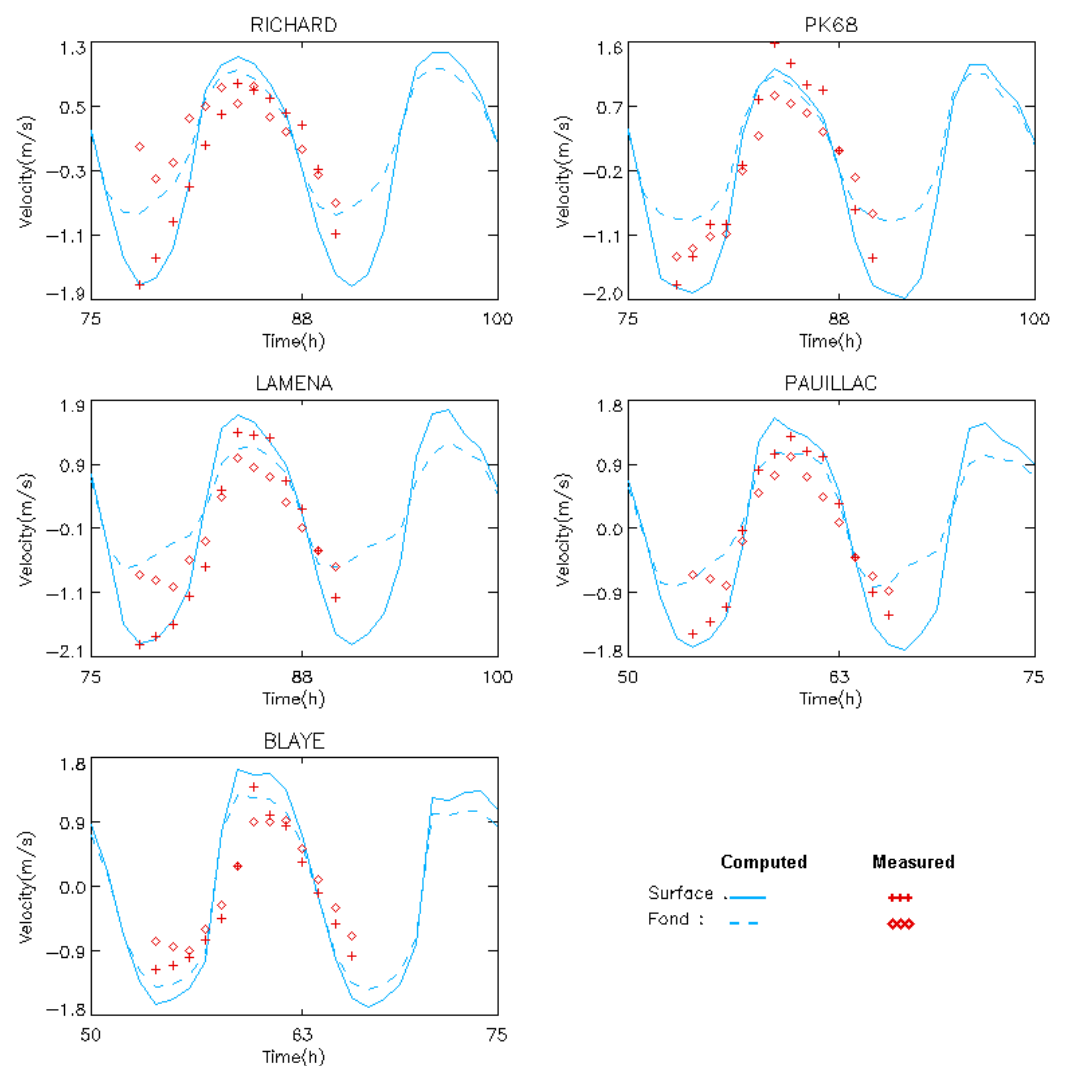 RICHARD
1.3
0.5
−0.3
−1.1
−1.9
Velocity(m/s)
75
88
100
Time(h)
PK68
1.6
0.7
−0.2
−1.1
−2.0
Velocity(m/s)
75
88
100
Time(h)
LAMENA
1.9
0.9
−0.1
−1.1
−2.1
Velocity(m/s)
75
88
100
Time(h)
PAUILLAC
1.8
0.9
0.0
−0.9
−1.8
Velocity(m/s)
50
63
75
Time(h)
BLAYE
1.8
0.9
0.0
−0.9
−1.8
Velocity(m/s)
50
63
75
Time(h)
Computed Measured
Surface :
Fond :